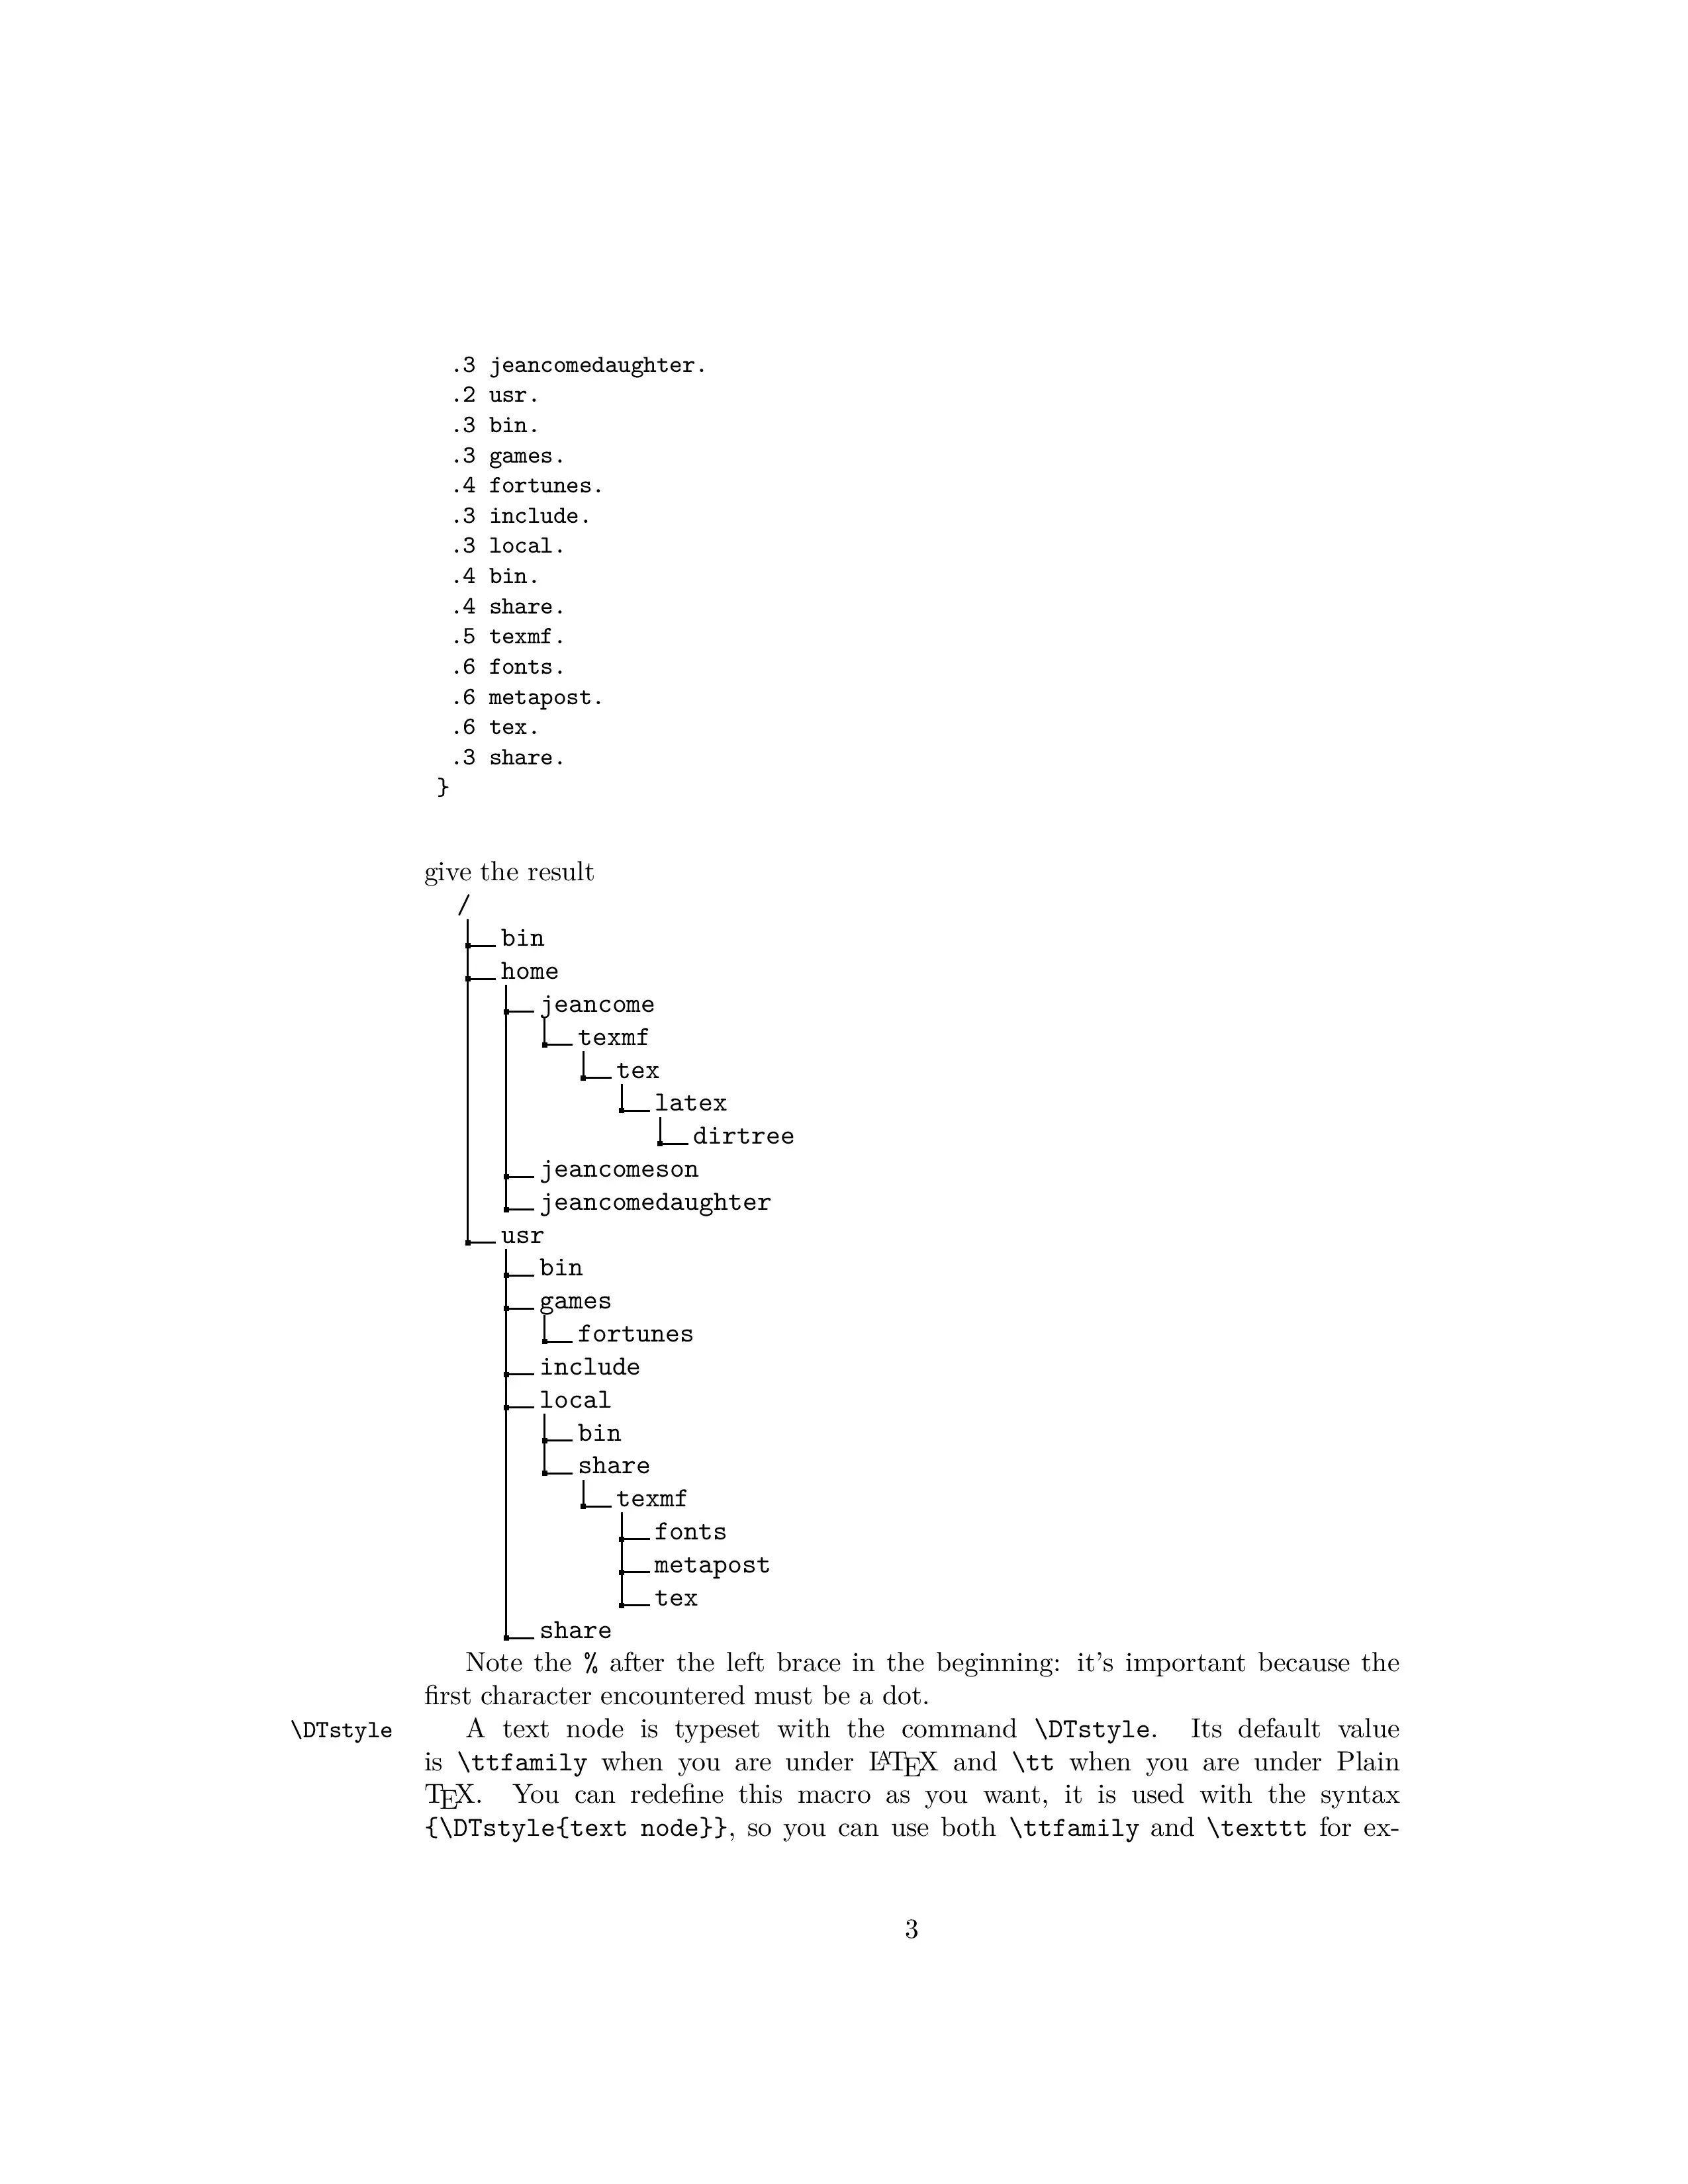 .3 jeancomedaughter.
.2 usr.
.3 bin.
.3 games.
.4 fortunes.
.3 include.
.3 local.
.4 bin.
.4 share.
.5 texmf.
.6 fonts.
.6 metapost.
.6 tex.
.3 share.
}
give the result
/
bin
home
jeancome
texmf
tex
latex
dirtree
jeancomeson
jeancomedaughter
usr
bin
games
fortunes
include
local
bin
share
texmf
fonts
metapost
tex
share
Note the % after the left brace in the beginning: it's important because the
first character encountered must be a dot.
\DTstyle A text node is typeset with the command \DTstyle. Its default value
is \ttfamily when you are under LATEX and \tt when you are under Plain
TEX. You can redefine this macro as you want, it is used with the syntax
{\DTstyle{text node}}, so you can use both \ttfamily and \texttt for ex-
3